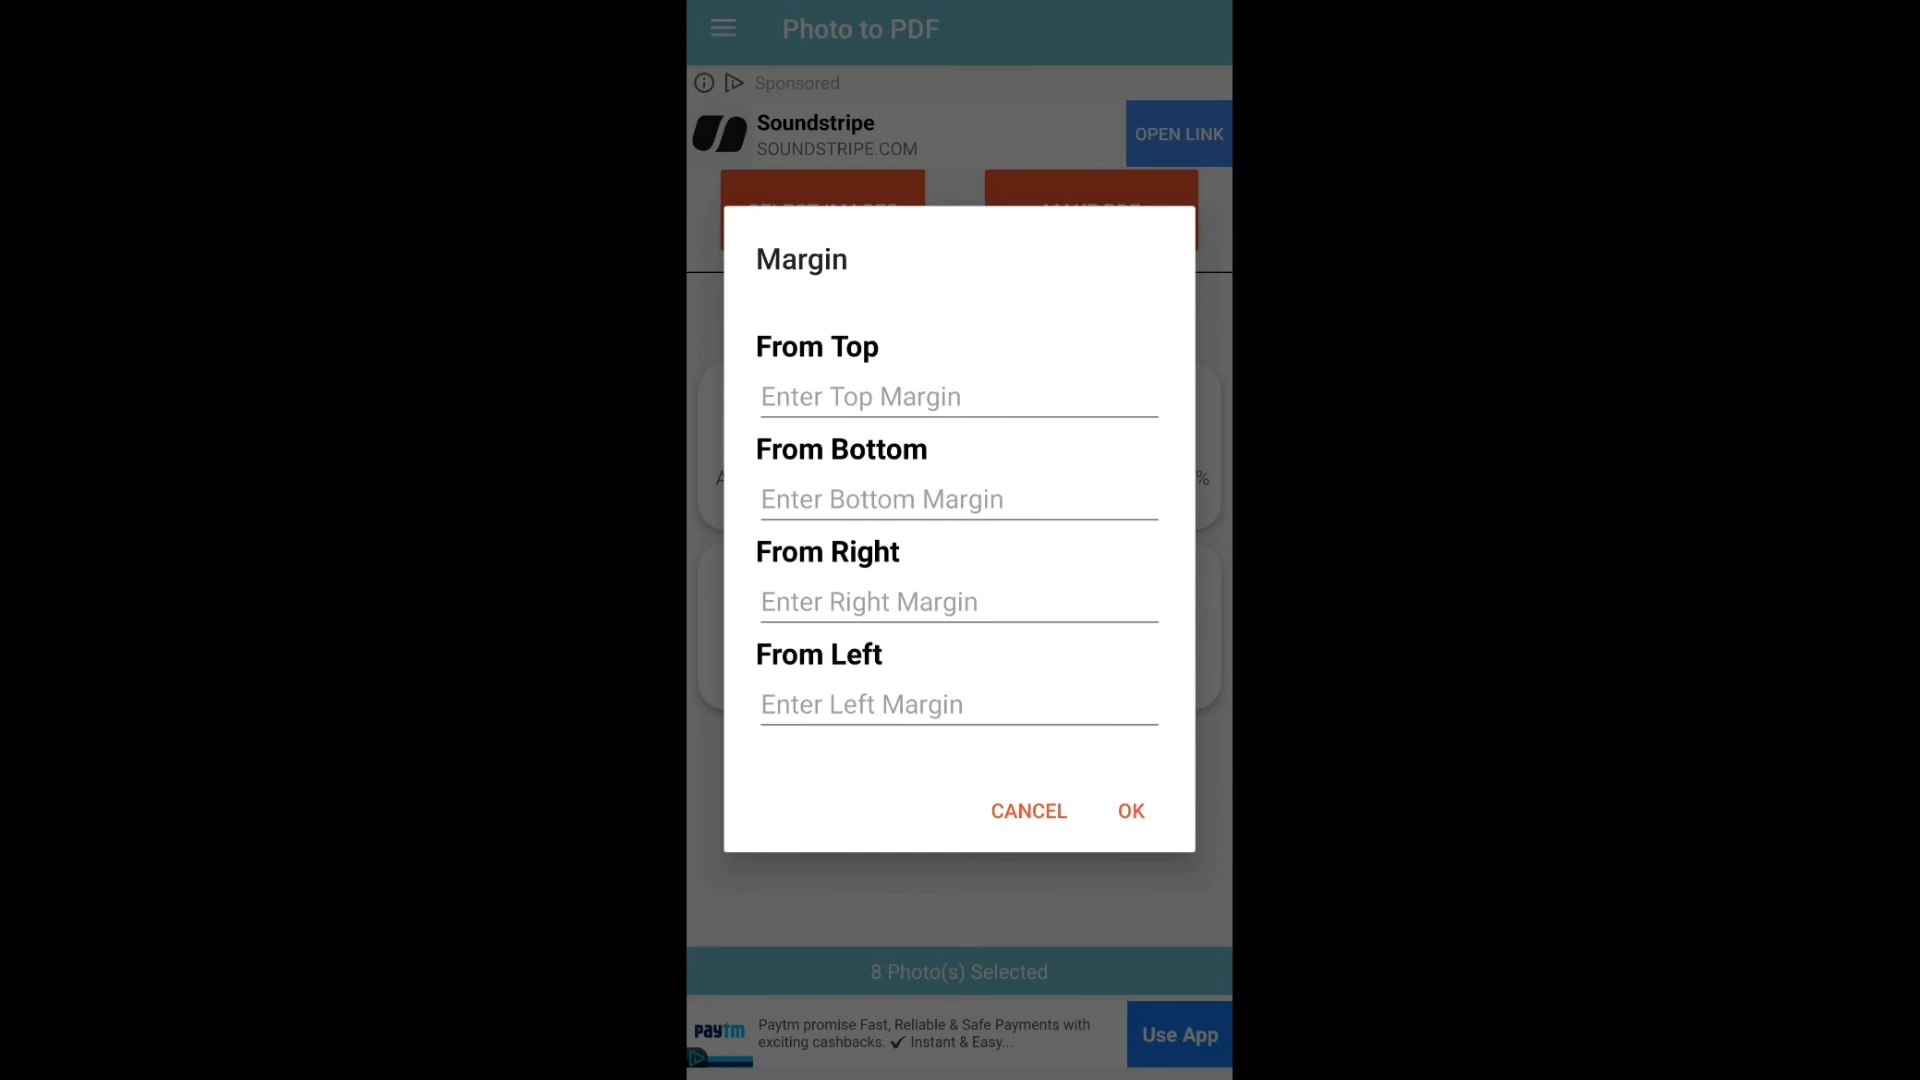 Photo to PDF
Sponsored
Soundstripe
SOUNDSTRIPE.COM
OPEN LINK
Margin
From Top
Enter Top Margin
From Bottom
Enter Bottom Margin
From Right
Enter Right Margin
From Left
Enter Left Margin
CANCEL OK
8 Photo(s) Selected
paytm
Paytm promise Fast, Reliable & Safe Payments with
exciting cashbacks. ✔ Instant & Easy...
Use App